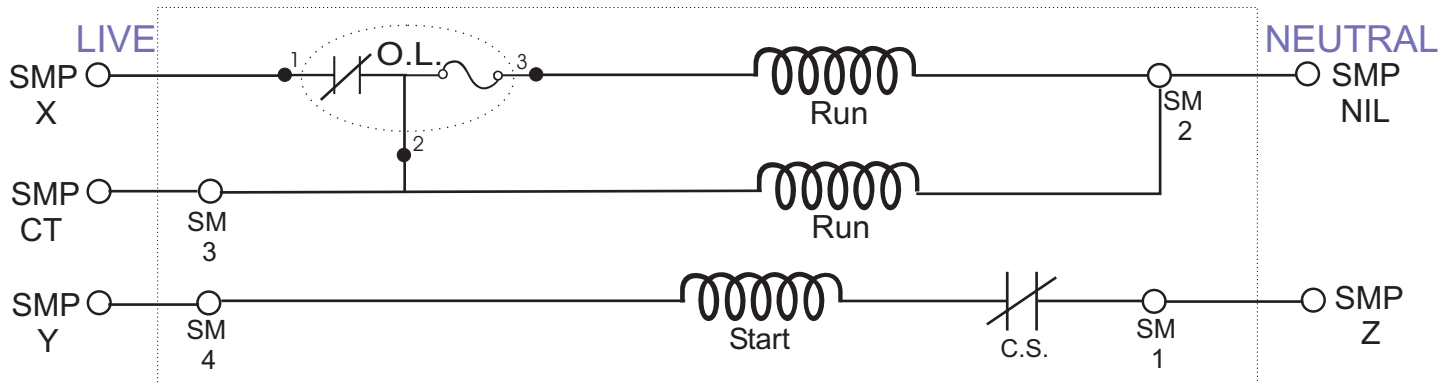 LIVE
NEUTRAL
SMP
X
1
O.L.
3
Run
SM
2
SMP
NIL
2
SMP
CT
SM
3
Run
SMP
Y
SM
4
Start
C.S.
SM
1
SMP
Z